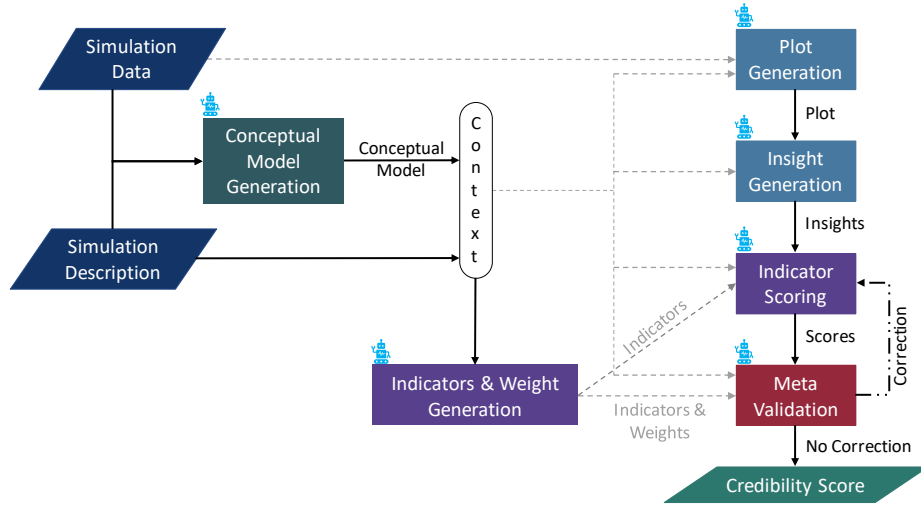 Simulation
Data
Plot
Generation
Plot
Conceptual
Model
Generation
Conceptual
Model
Context
Insight
Generation
Insights
Simulation
Description
Indicator
Scoring
Indicators
Scores
Correction
Indicators & Weight
Generation
Indicators &
Weights
Meta
Validation
No Correction
Credibility Score